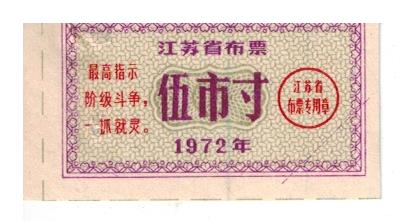 江苏省布票
最高指示
阶级斗争，
一抓就灵。
伍市寸
江苏省
布票专用章
1972年